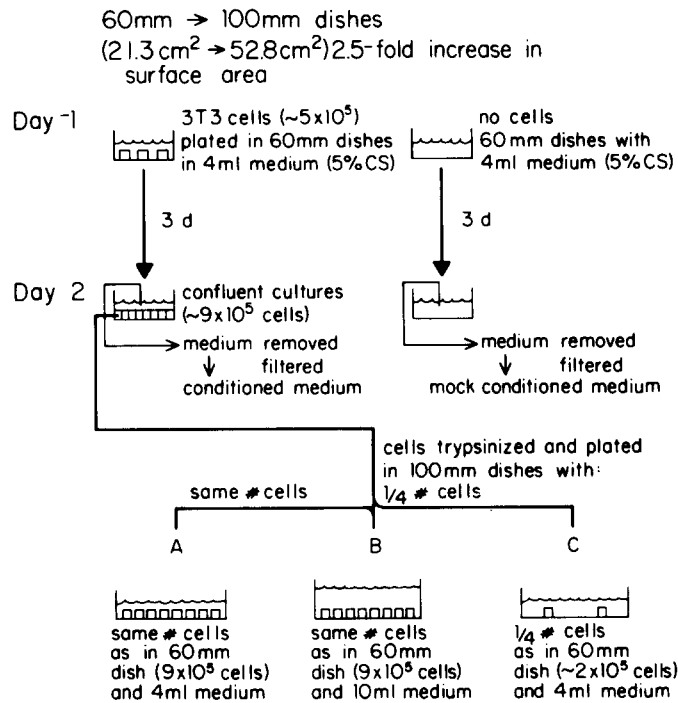 60mm → 100mm dishes
(21.3cm² → 52.8cm²) 2.5-fold increase in
surface area
Day -1
3T3 cells (~5x10⁵)
plated in 60mm dishes
in 4ml medium (5% CS)
no cells
60mm dishes with
4ml medium (5% CS)
3 d
3 d
Day 2
confluent cultures
(~9x10⁵ cells)
medium removed
filtered
conditioned medium
medium removed
filtered
mock conditioned medium
cells trypsinized and plated
in 100mm dishes with:
same # cells
1/4 # cells
A
B
C
same # cells
as in 60mm
dish (9x10⁵ cells)
and 4ml medium
same # cells
as in 60mm
dish (9x10⁵ cells)
and 10ml medium
1/4 # cells
as in 60mm
dish (~2x10⁵ cells)
and 4ml medium